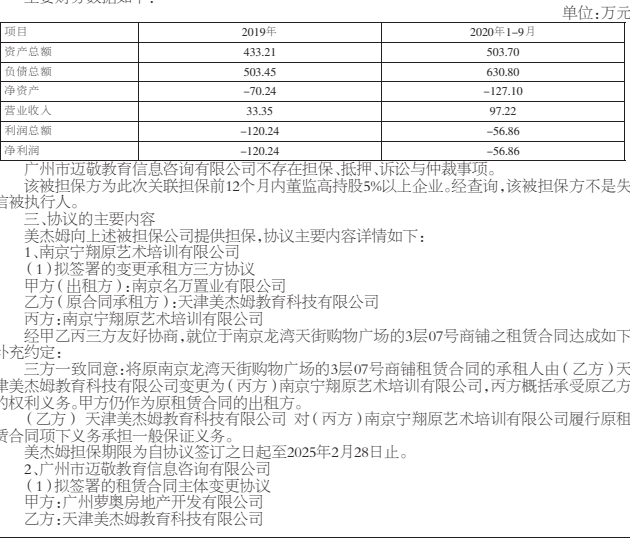 主要财务数据如下:
单位:万元
项目 2019年 2020年1-9月
资产总额 433.21 503.70
负债总额 503.45 630.80
净资产 -70.24 -127.10
营业收入 33.35 97.22
利润总额 -120.24 -56.86
净利润 -120.24 -56.86
广州市迈敬教育信息咨询有限公司不存在担保、抵押、诉讼与仲裁事项。
该被担保方为此次关联担保前12个月内董监高持股5%以上企业。经查询,该被担保方不是失
信被执行人。
三、协议的主要内容
美杰姆向上述被担保公司提供担保,协议主要内容详情如下:
1、南京宁翔原艺术培训有限公司
(1)拟签署的变更承租方三方协议
甲方(出租方):南京名万置业有限公司
乙方(原合同承租方):天津美杰姆教育科技有限公司
丙方:南京宁翔原艺术培训有限公司
经甲乙丙三方友好协商,就位于南京龙湾天街购物广场的3层07号商铺之租赁合同达成如下
补充约定:
三方一致同意:将原南京龙湾天街购物广场的3层07号商铺租赁合同的承租人由(乙方)天
津美杰姆教育科技有限公司变更为(丙方)南京宁翔原艺术培训有限公司,丙方概括承受原乙方
的权利义务。甲方仍作为原租赁合同的出租方。
(乙方) 天津美杰姆教育科技有限公司 对(丙方)南京宁翔原艺术培训有限公司履行原租
赁合同项下义务承担一般保证义务。
美杰姆担保期限为自协议签订之日起至2025年2月28日止。
2、广州市迈敬教育信息咨询有限公司
(1)拟签署的租赁合同主体变更协议
甲方:广州萝奥房地产开发有限公司
乙方:天津美杰姆教育科技有限公司